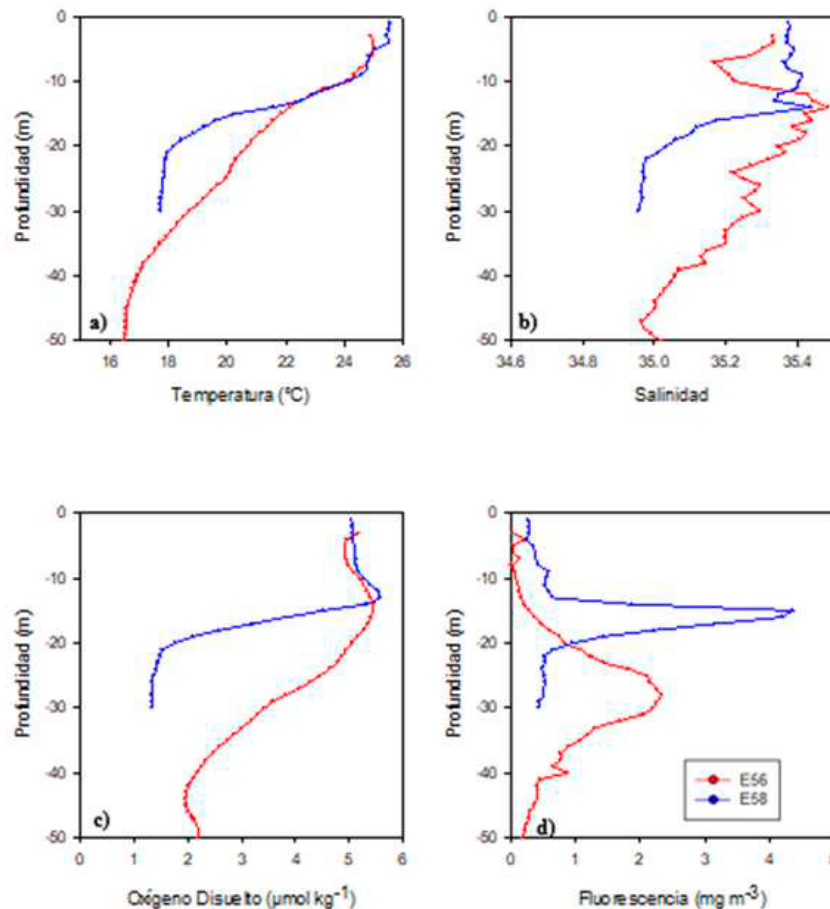 0
-10
-20
-30
-40
-50
Profundidad (m)
a)
16 18 20 22 24 26
Temperatura (ºC)
0
-10
-20
-30
-40
-50
Profundidad (m)
b)
34.6 34.8 35.0 35.2 35.4
Salinidad
0
-10
-20
-30
-40
-50
Profundidad (m)
c)
0 1 2 3 4 5 6
Oxígeno Disuelto (µmol kg⁻¹)
0
-10
-20
-30
-40
-50
Profundidad (m)
E56
E58
d)
0 1 2 3 4
Fluorescencia (mg m⁻³)